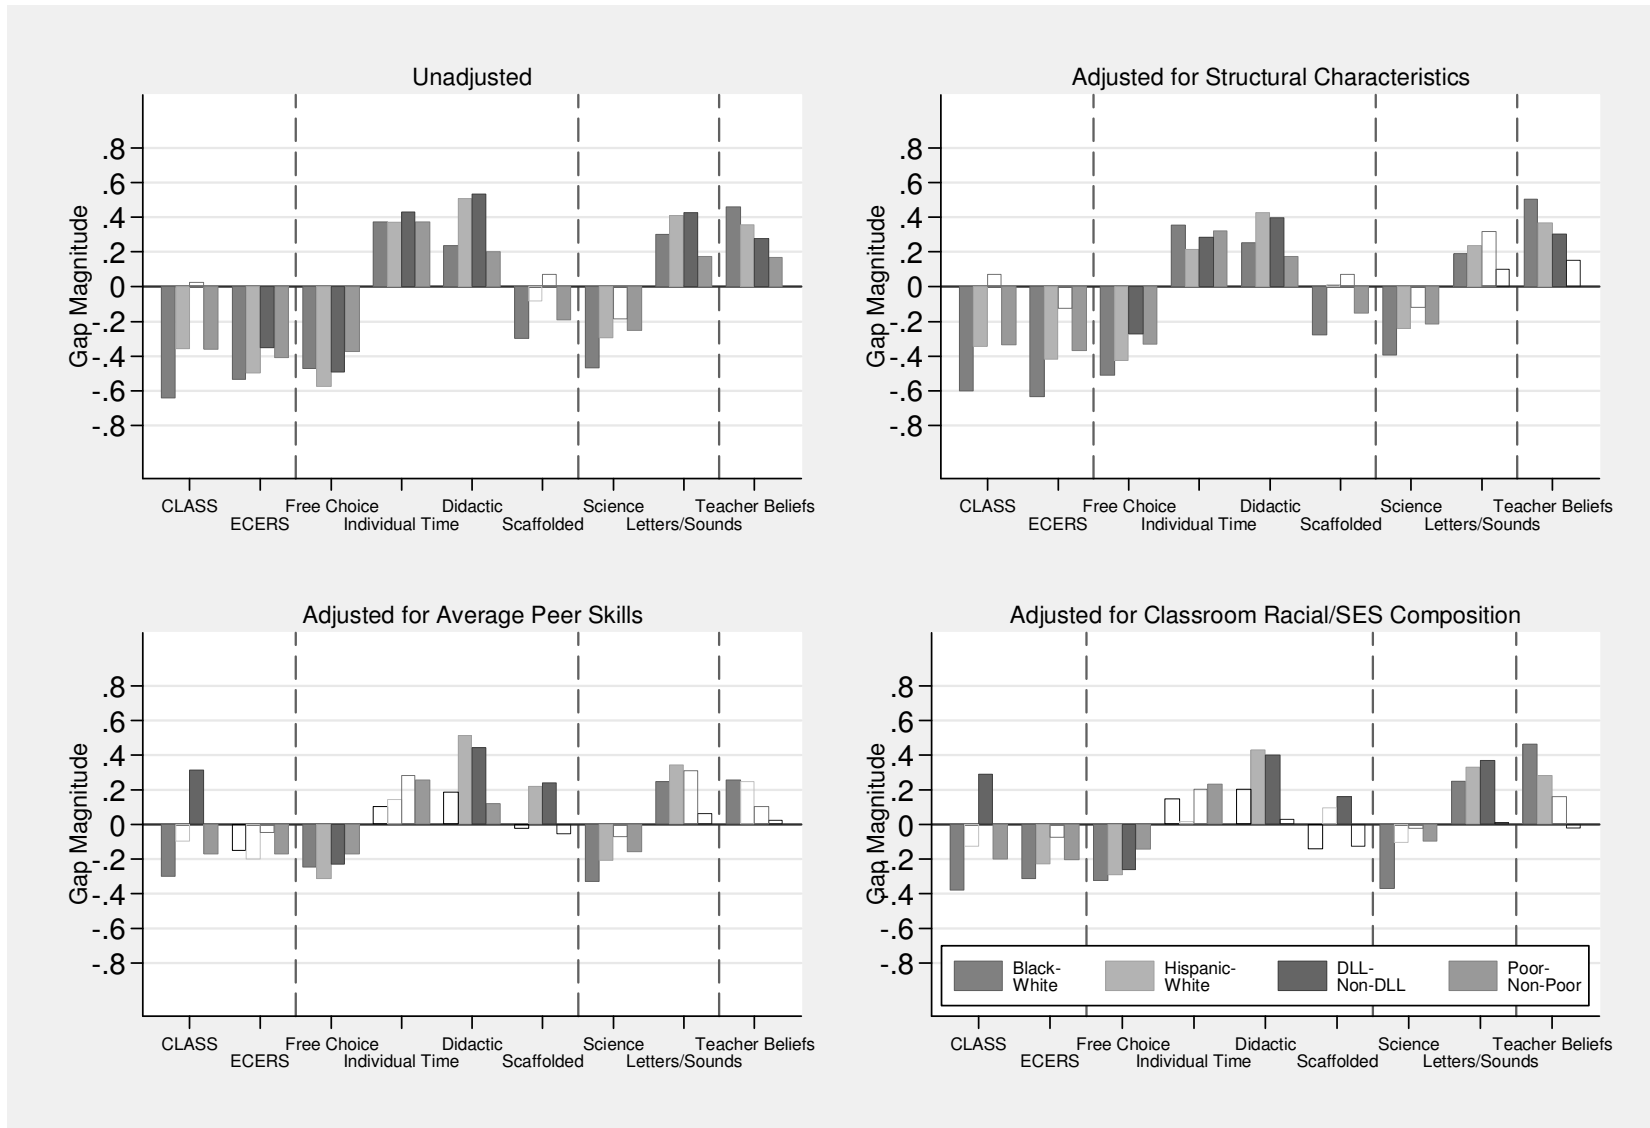 Unadjusted
Gap Magnitude
.8
.6
.4
.2
0
-.2
-.4
-.6
-.8
CLASS
ECERS
Free Choice
Individual Time
Didactic
Scaffolded
Science
Letters/Sounds
Teacher Beliefs
Adjusted for Structural Characteristics
Gap Magnitude
.8
.6
.4
.2
0
-.2
-.4
-.6
-.8
CLASS
ECERS
Free Choice
Individual Time
Didactic
Scaffolded
Science
Letters/Sounds
Teacher Beliefs
Adjusted for Average Peer Skills
Gap Magnitude
.8
.6
.4
.2
0
-.2
-.4
-.6
-.8
CLASS
ECERS
Free Choice
Individual Time
Didactic
Scaffolded
Science
Letters/Sounds
Teacher Beliefs
Adjusted for Classroom Racial/SES Composition
Gap Magnitude
.8
.6
.4
.2
0
-.2
-.4
-.6
-.8
Black-
White
Hispanic-
White
DLL-
Non-DLL
Poor-
Non-Poor
CLASS
ECERS
Free Choice
Individual Time
Didactic
Scaffolded
Science
Letters/Sounds
Teacher Beliefs